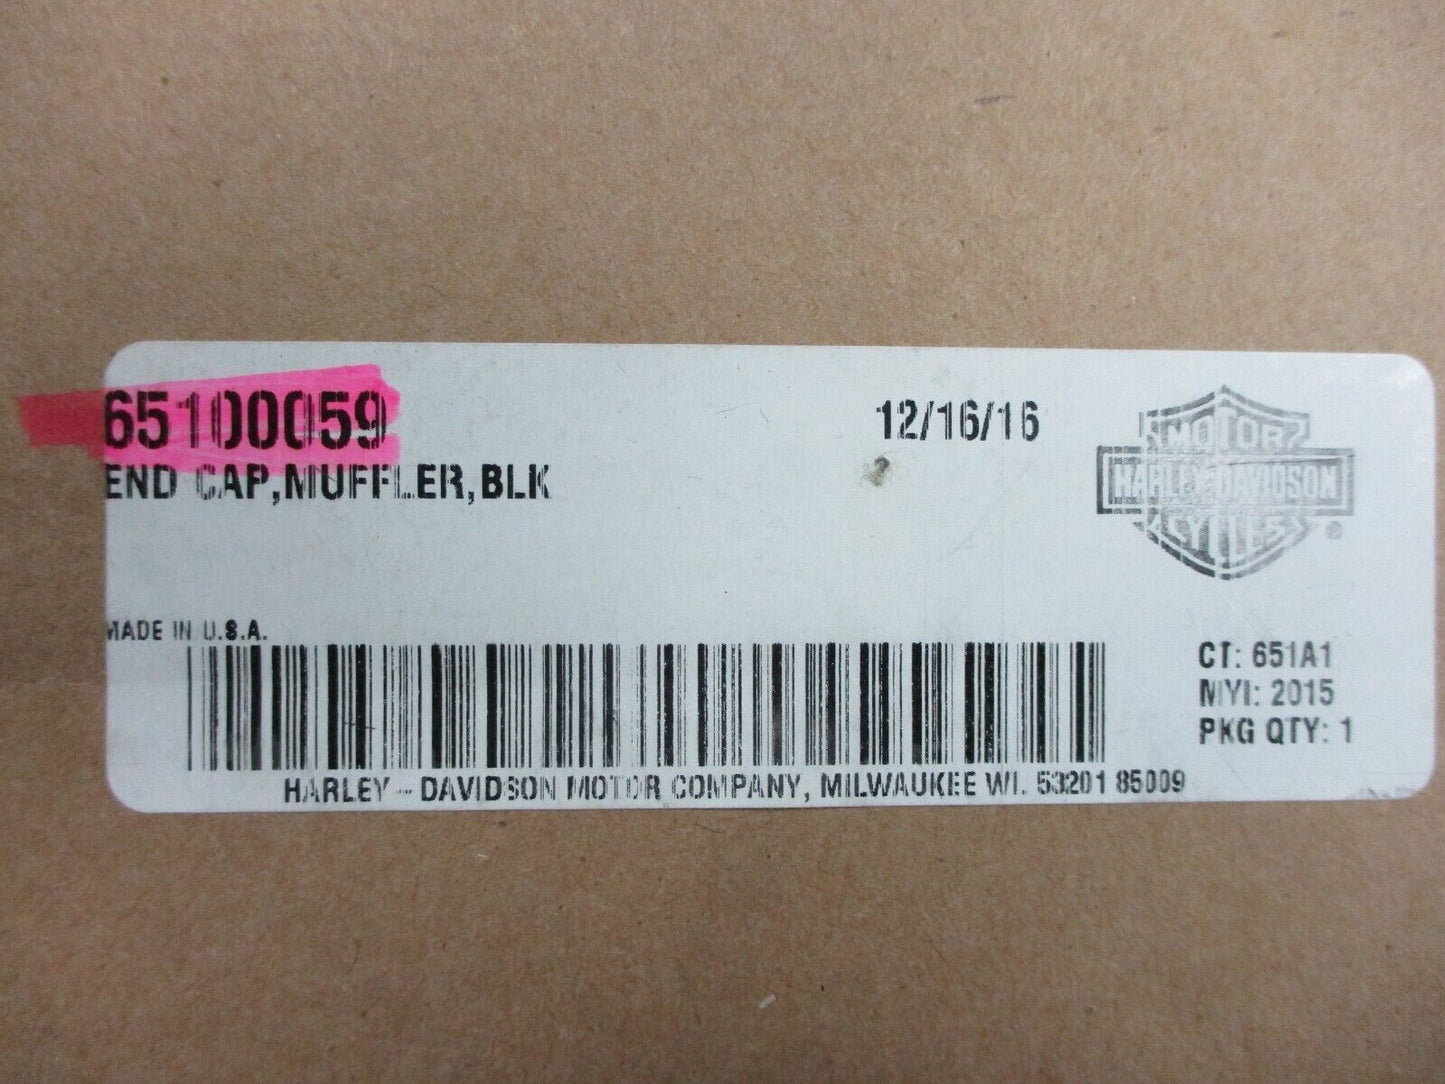 65100059
12/16/16
END CAP,MUFFLER,BLK
MOTOR
HARLEY-DAVIDSON
CYCLES
®
MADE IN U.S.A.
CT: 651A1
MYI: 2015
PKG QTY: 1
HARLEY-DAVIDSON MOTOR COMPANY, MILWAUKEE WI. 53201 85009